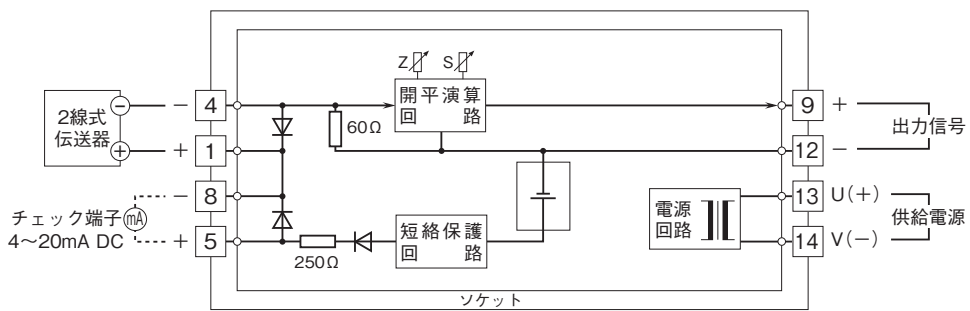 2線式
伝送器
−
+
− 4
+ 1
− 8
+ 5
チェック端子 mA
4〜20mA DC
Z
S
開平演算
回 路
60Ω
250Ω
短絡保護
回 路
電源
回路
9 +
12 −
出力信号
13 U(+)
14 V(−)
供給電源
ソケット